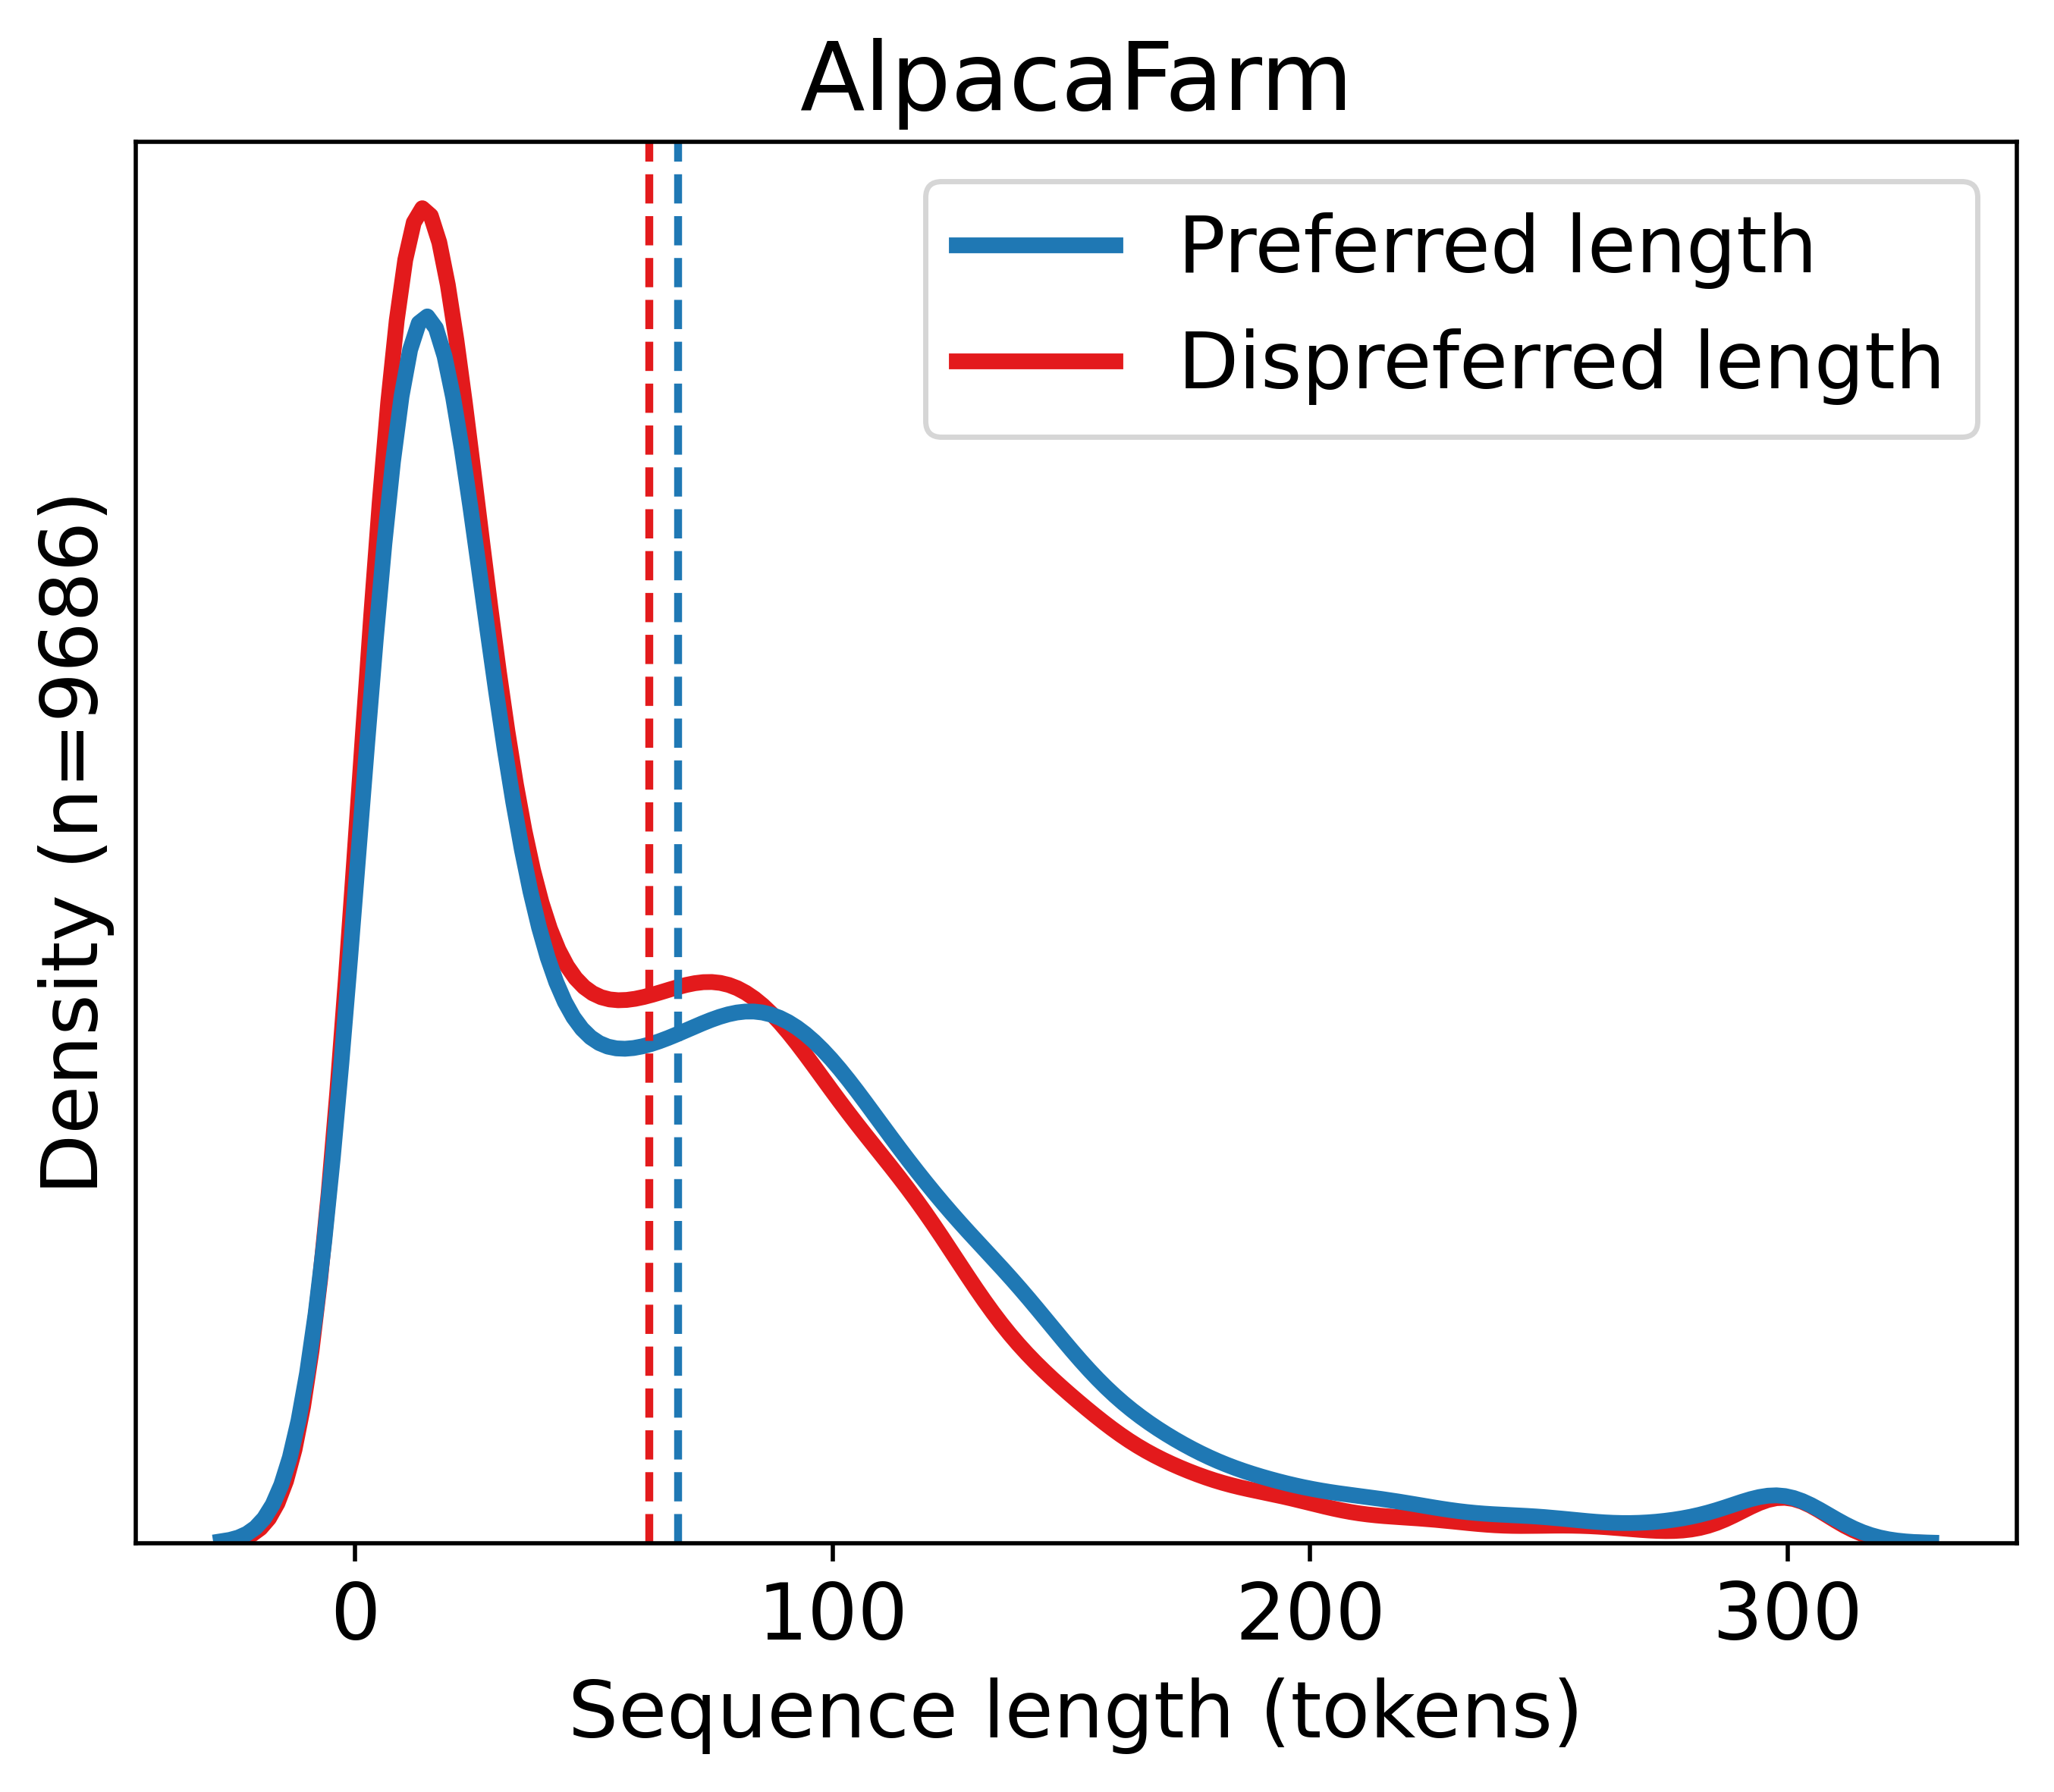 AlpacaFarm
Preferred length
Dispreferred length
Density (n=9686)
0 100 200 300
Sequence length (tokens)